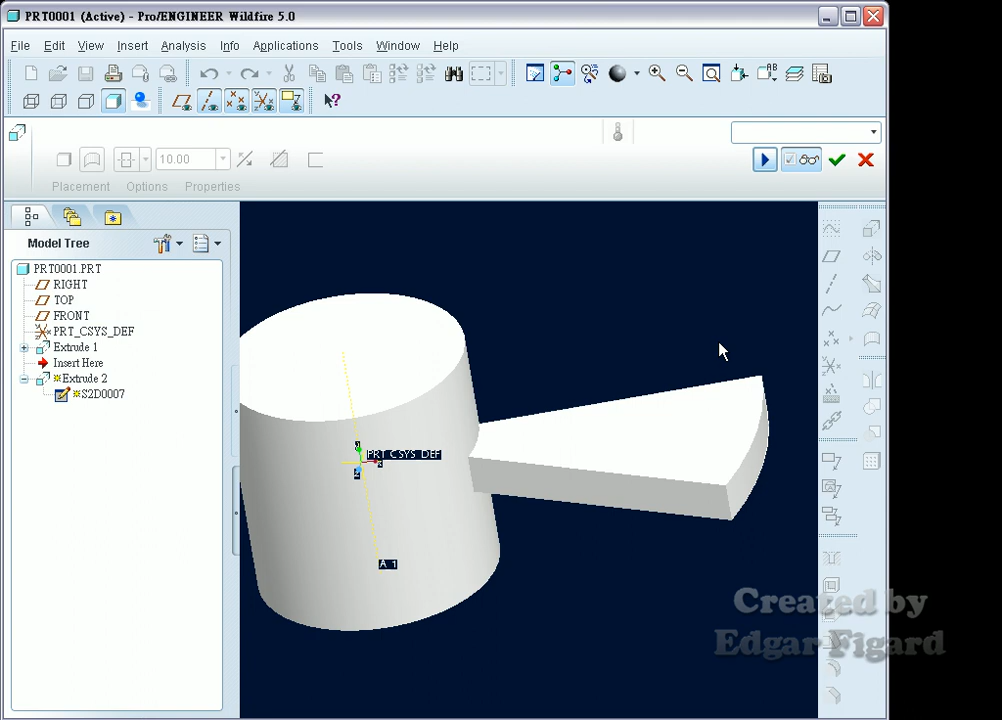 PRT0001 (Active) - Pro/ENGINEER Wildfire 5.0
File Edit View Insert Analysis Info Applications Tools Window Help
10.00
Placement Options Properties
Model Tree
PRT0001.PRT
RIGHT
TOP
FRONT
PRT_CSYS_DEF
Extrude 1
Insert Here
Extrude 2
S2D0007
PRT_CSYS_DEF
A_1
Created by
Edgar Figard